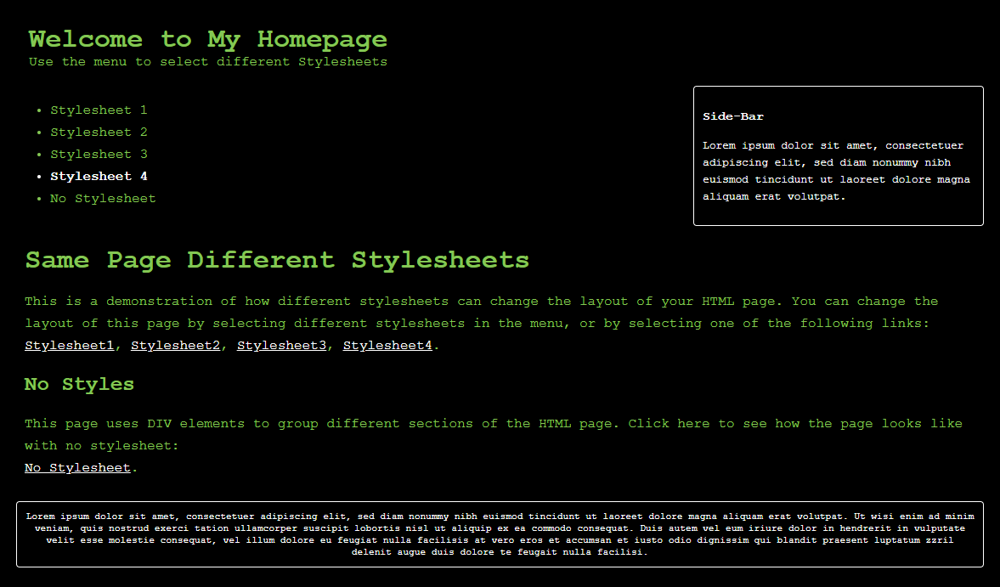 Welcome to My Homepage
Use the menu to select different Stylesheets
Stylesheet 1
Stylesheet 2
Stylesheet 3
Stylesheet 4
No Stylesheet
Side-Bar
Lorem ipsum dolor sit amet, consectetuer
adipiscing elit, sed diam nonummy nibh
euismod tincidunt ut laoreet dolore magna
aliquam erat volutpat.
Same Page Different Stylesheets
This is a demonstration of how different stylesheets can change the layout of your HTML page. You can change the
layout of this page by selecting different stylesheets in the menu, or by selecting one of the following links:
Stylesheet1, Stylesheet2, Stylesheet3, Stylesheet4.
No Styles
This page uses DIV elements to group different sections of the HTML page. Click here to see how the page looks like
with no stylesheet:
No Stylesheet.
Lorem ipsum dolor sit amet, consectetuer adipiscing elit, sed diam nonummy nibh euismod tincidunt ut laoreet dolore magna aliquam erat volutpat. Ut wisi enim ad minim
veniam, quis nostrud exerci tation ullamcorper suscipit lobortis nisl ut aliquip ex ea commodo consequat. Duis autem vel eum iriure dolor in hendrerit in vulputate
velit esse molestie consequat, vel illum dolore eu feugiat nulla facilisis at vero eros et accumsan et iusto odio dignissim qui blandit praesent luptatum zzril
delenit augue duis dolore te feugait nulla facilisi.